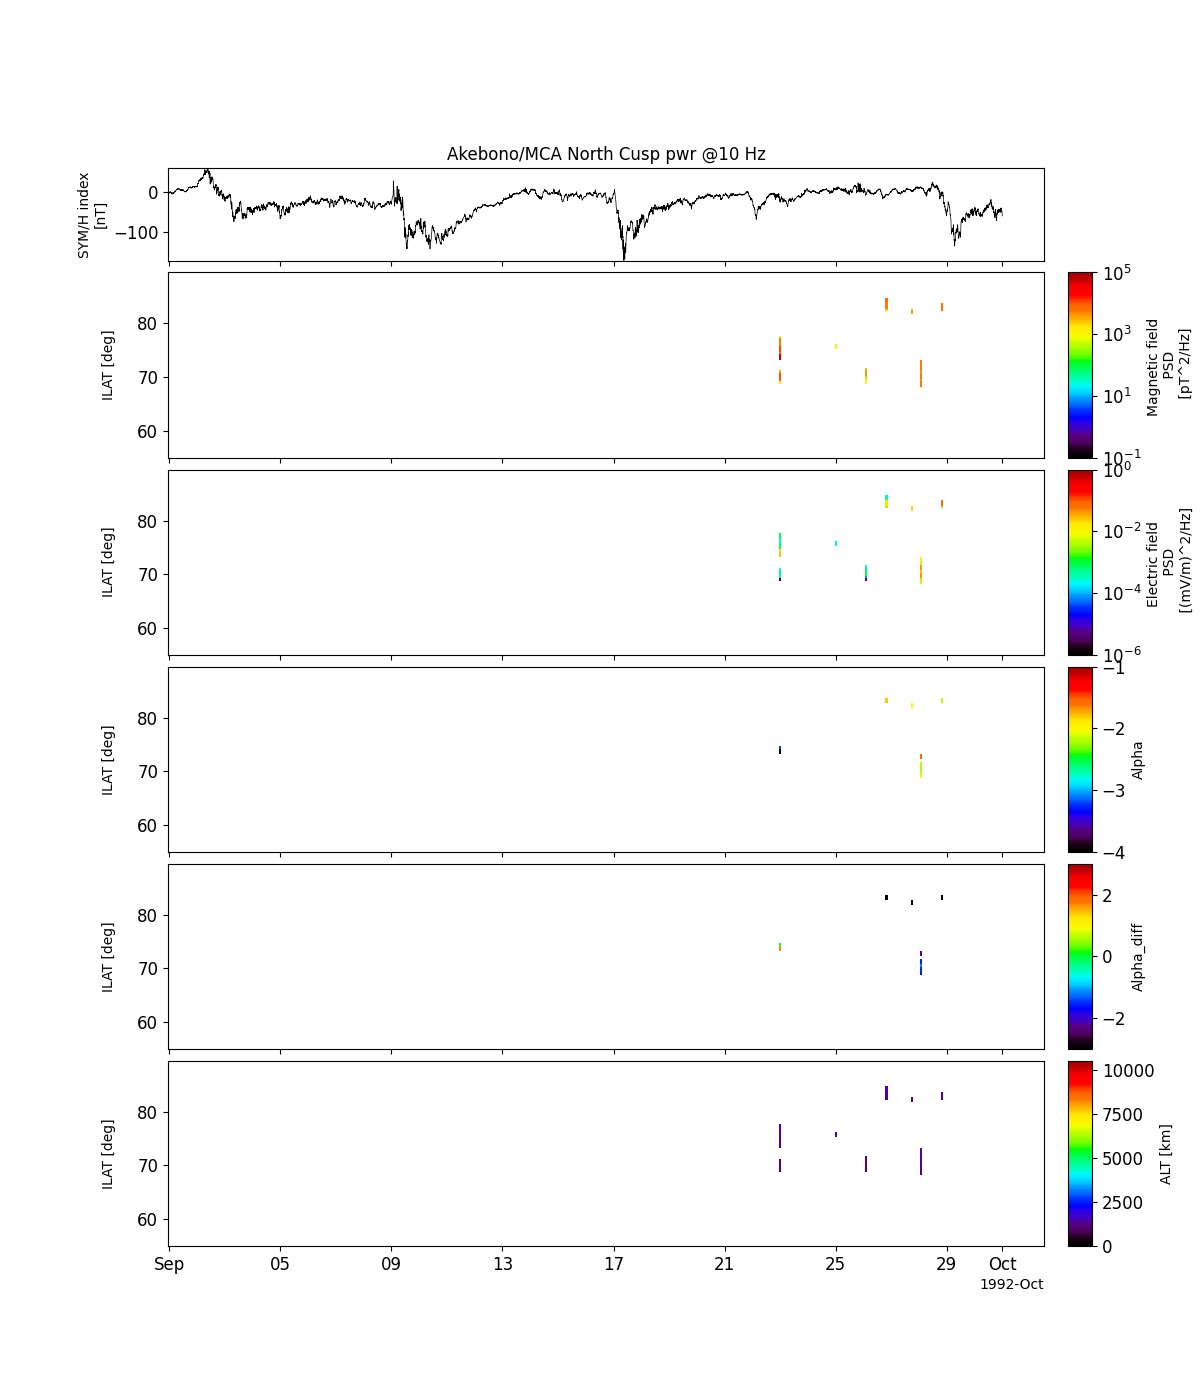 Akebono/MCA North Cusp pwr @10 Hz
SYM/H index
[nT]
0
−100
ILAT [deg]
80
70
60
10^5
10^3
10^1
10^−1
Magnetic field
PSD
[pT^2/Hz]
ILAT [deg]
80
70
60
10^0
10^−2
10^−4
10^−6
Electric field
PSD
[(mV/m)^2/Hz]
ILAT [deg]
80
70
60
−1
−2
−3
−4
Alpha
ILAT [deg]
80
70
60
2
0
−2
Alpha_diff
ILAT [deg]
80
70
60
10000
7500
5000
2500
0
ALT [km]
Sep 05 09 13 17 21 25 29 Oct
1992-Oct